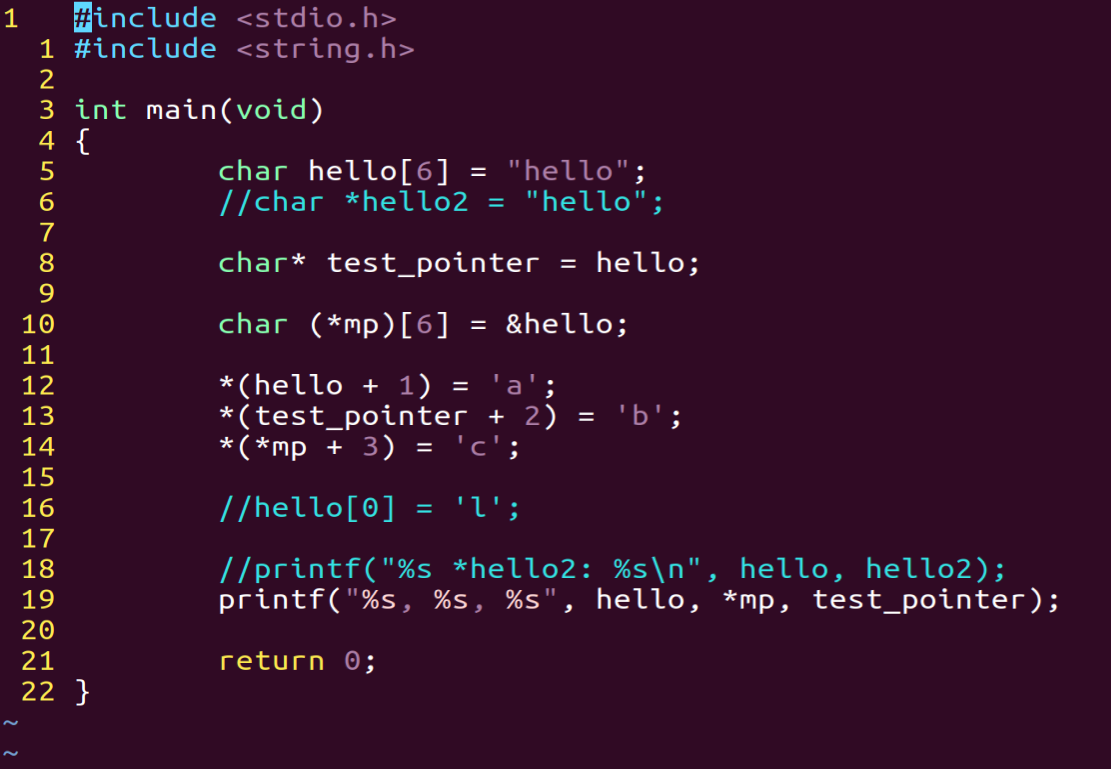 1   #include <stdio.h>
  1 #include <string.h>
  2
  3 int main(void)
  4 {
  5         char hello[6] = "hello";
  6         //char *hello2 = "hello";
  7
  8         char* test_pointer = hello;
  9
 10         char (*mp)[6] = &hello;
 11
 12         *(hello + 1) = 'a';
 13         *(test_pointer + 2) = 'b';
 14         *(*mp + 3) = 'c';
 15
 16         //hello[0] = 'l';
 17
 18         //printf("%s *hello2: %s\n", hello, hello2);
 19         printf("%s, %s, %s", hello, *mp, test_pointer);
 20
 21         return 0;
 22 }
~
~